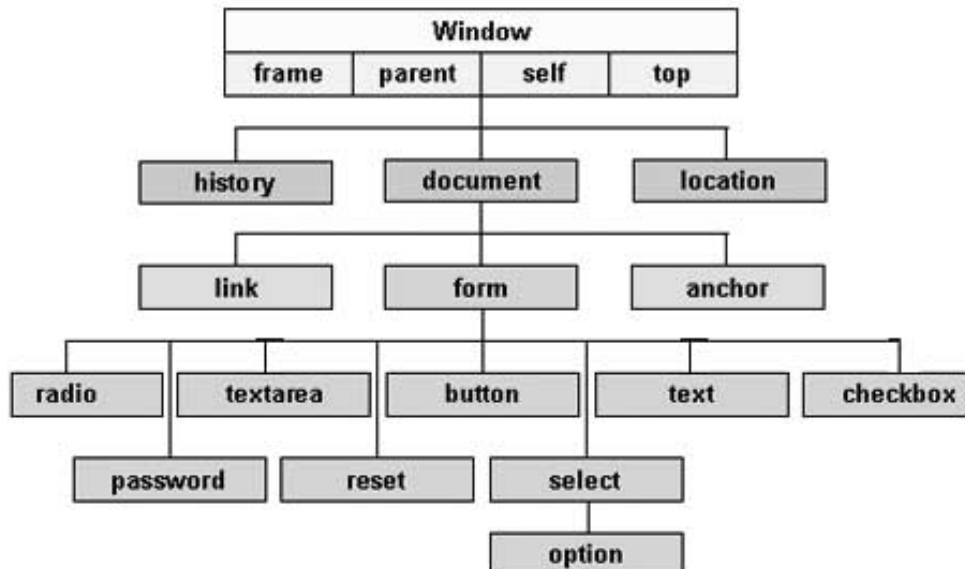 Window
frame parent self top
history document location
link form anchor
radio textarea button text checkbox
password reset select
option